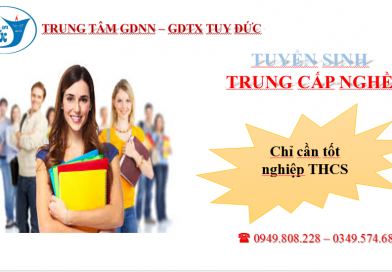 TRUNG TÂM GDNN – GDTX TUY ĐỨC
TUYỂN SINH
TRUNG CẤP NGHỀ
Chỉ cần tốt
nghiệp THCS
☎ 0949.808.228 – 0349.574.68